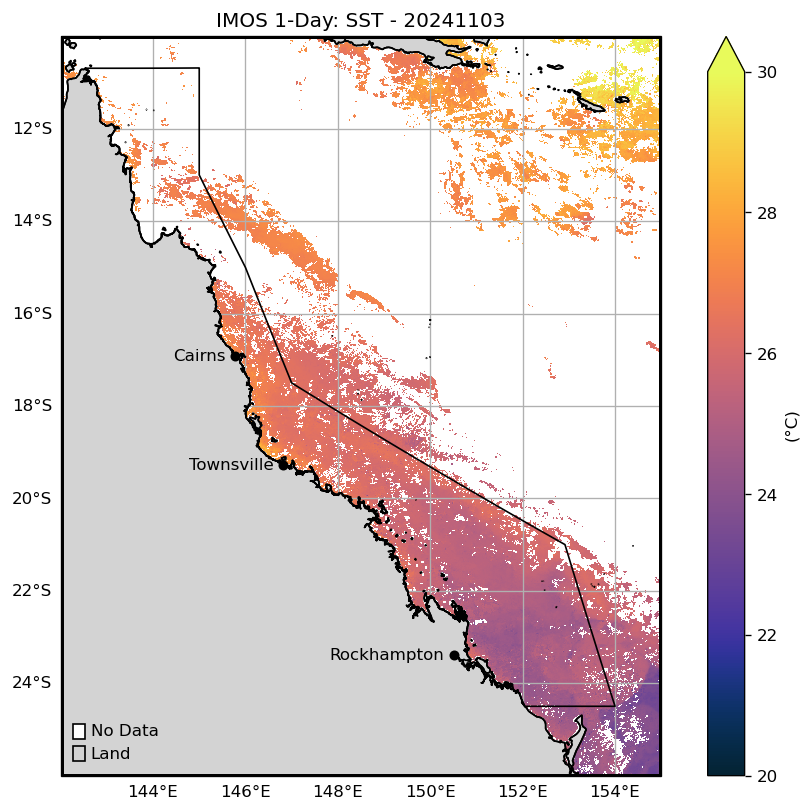 IMOS 1-Day: SST - 20241103
12°S
14°S
16°S
18°S
20°S
22°S
24°S
Cairns
Townsville
Rockhampton
No Data
Land
144°E 146°E 148°E 150°E 152°E 154°E
30
28
26
24
22
20
(°C)